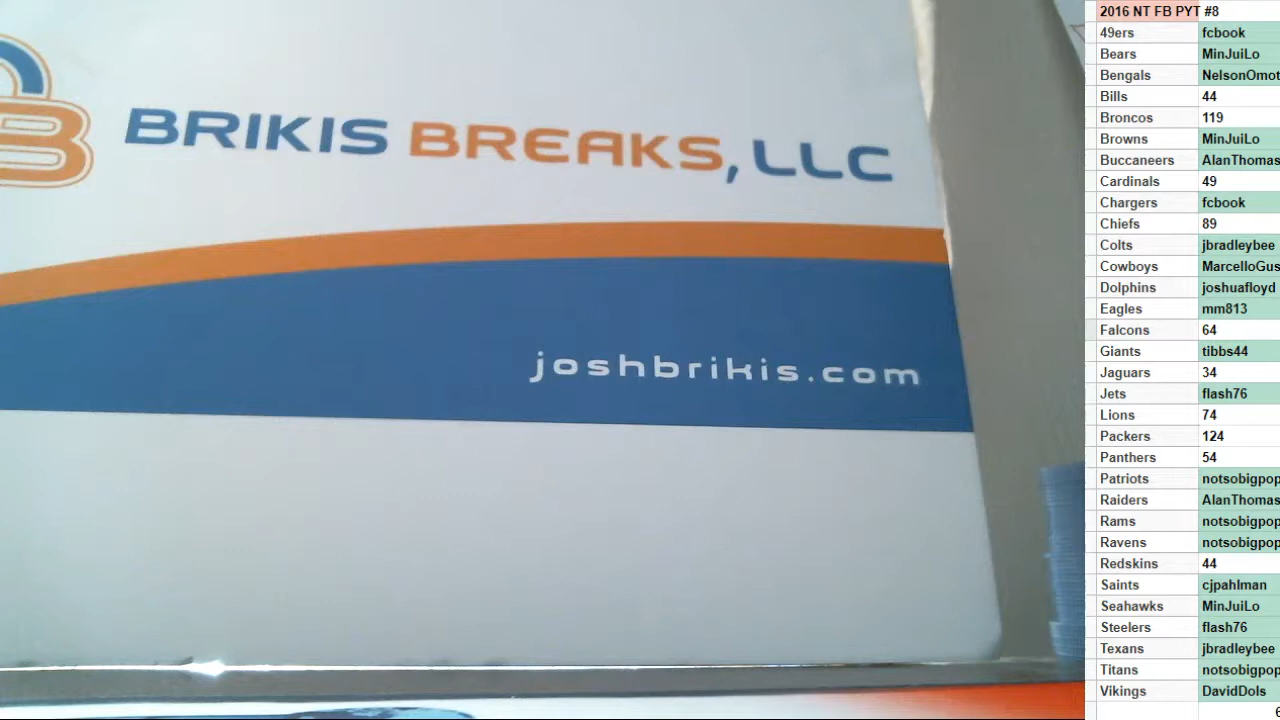 B
BRIKIS BREAKS, LLC
joshbrikis.com
2016 NT FB PYT #8
49ers fcbook
Bears MinJuiLo
Bengals NelsonOmot
Bills 44
Broncos 119
Browns MinJuiLo
Buccaneers AlanThomas
Cardinals 49
Chargers fcbook
Chiefs 89
Colts jbradleybee
Cowboys MarcelloGus
Dolphins joshuafloyd
Eagles mm813
Falcons 64
Giants tibbs44
Jaguars 34
Jets flash76
Lions 74
Packers 124
Panthers 54
Patriots notsobigpop
Raiders AlanThomas
Rams notsobigpop
Ravens notsobigpop
Redskins 44
Saints cjpahlman
Seahawks MinJuiLo
Steelers flash76
Texans jbradleybee
Titans notsobigpop
Vikings DavidDols